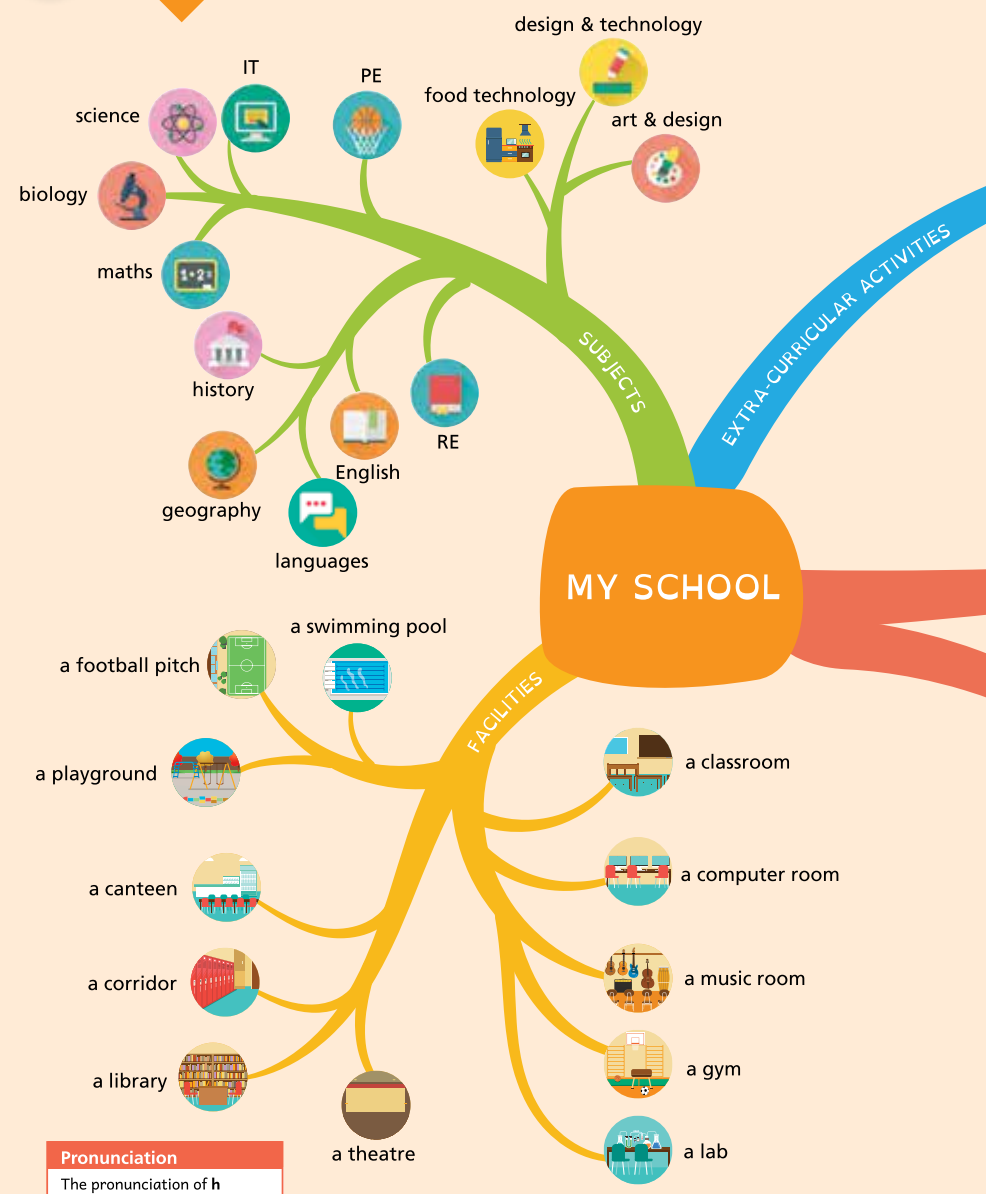 design & technology
IT
PE
food technology
science
art & design
biology
maths
history
RE
English
geography
languages
SUBJECTS
EXTRA-CURRICULAR ACTIVITIES
MY SCHOOL
FACILITIES
a swimming pool
a football pitch
a playground
a classroom
a canteen
a computer room
a corridor
a music room
a library
a gym
a theatre
a lab
1+2=
Pronunciation
The pronunciation of h